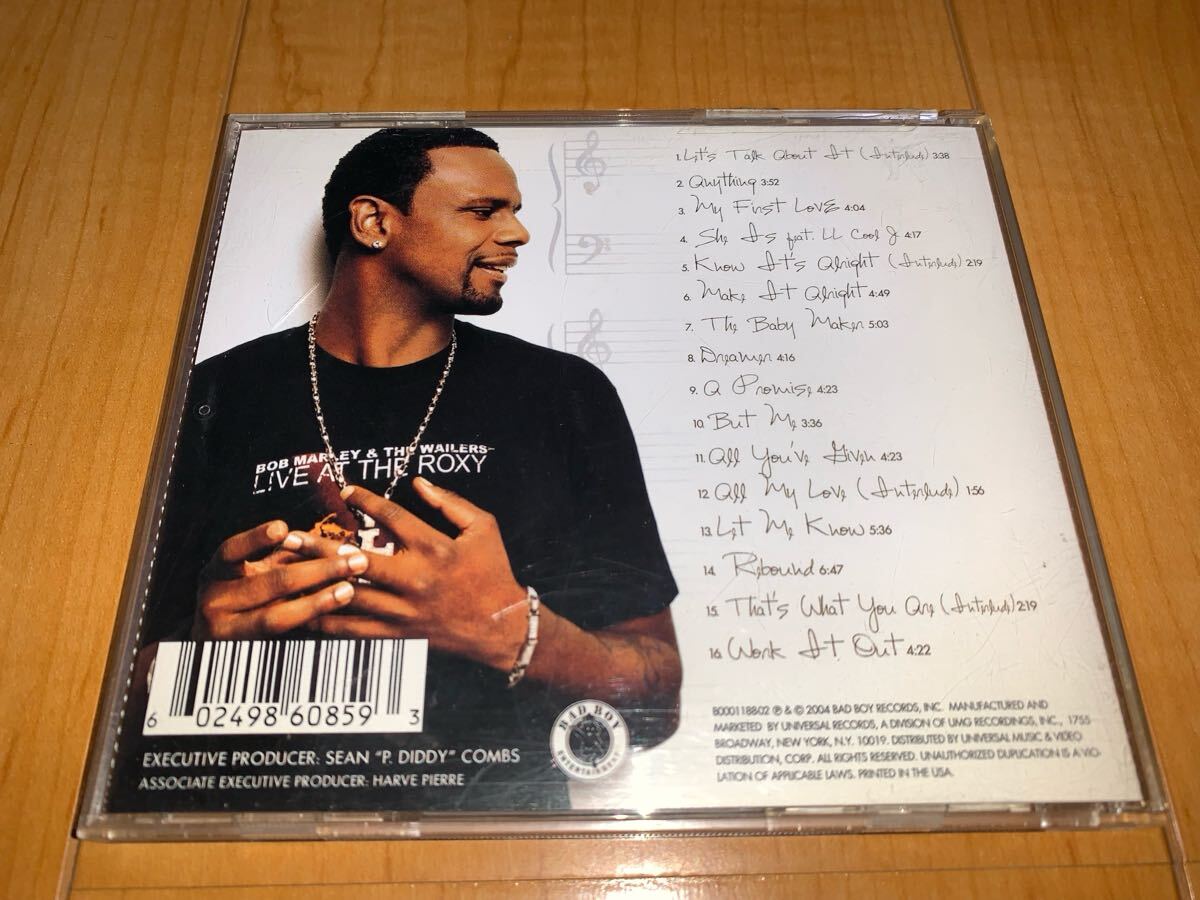 1. Let's Talk About It (Interlude) 3:38
2. Anything 3:52
3. My First Love 4:04
4. She Is feat. LL Cool J 4:17
5. Know It's Alright (Interlude) 2:19
6. Make It Alright 4:49
7. The Baby Maker 5:03
8. Dreamer 4:16
9. A Promise 4:23
10. But Me 3:36
11. All You've Given 4:23
12. All My Love (Interlude) 1:56
13. Let Me Know 5:36
14. Rebound 6:47
15. That's What You Are (Interlude) 2:19
16. Work It Out 4:22
BOB MARLEY & THE WAILERS
LIVE AT THE ROXY
6 02498 60859 3
EXECUTIVE PRODUCER: SEAN "P. DIDDY" COMBS
ASSOCIATE EXECUTIVE PRODUCER: HARVE PIERRE
BAD BOY
ENTERTAINMENT
B000118802 ℗ & © 2004 BAD BOY RECORDS, INC. MANUFACTURED AND
MARKETED BY UNIVERSAL RECORDS, A DIVISION OF UMG RECORDINGS, INC., 1755
BROADWAY, NEW YORK, N.Y. 10019. DISTRIBUTED BY UNIVERSAL MUSIC & VIDEO
DISTRIBUTION, CORP. ALL RIGHTS RESERVED. UNAUTHORIZED DUPLICATION IS A VIO-
LATION OF APPLICABLE LAWS. PRINTED IN THE USA.